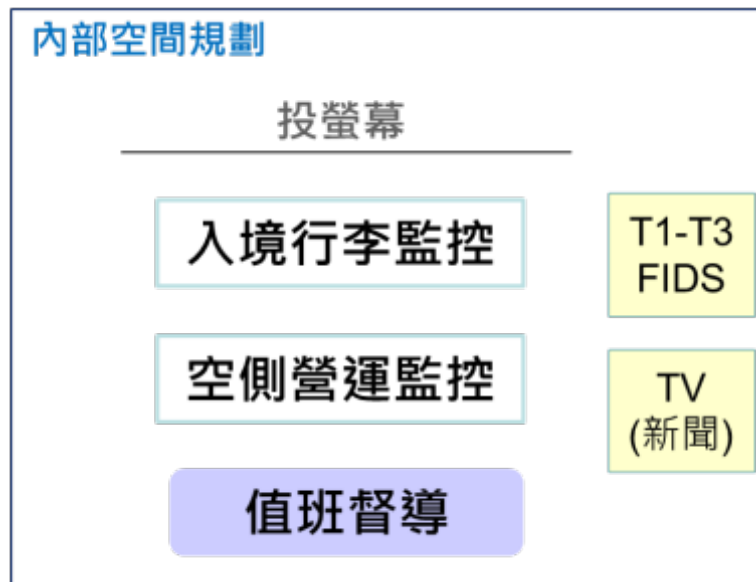 內部空間規劃
投螢幕
入境行李監控
T1-T3
FIDS
空側營運監控
TV
(新聞)
值班督導